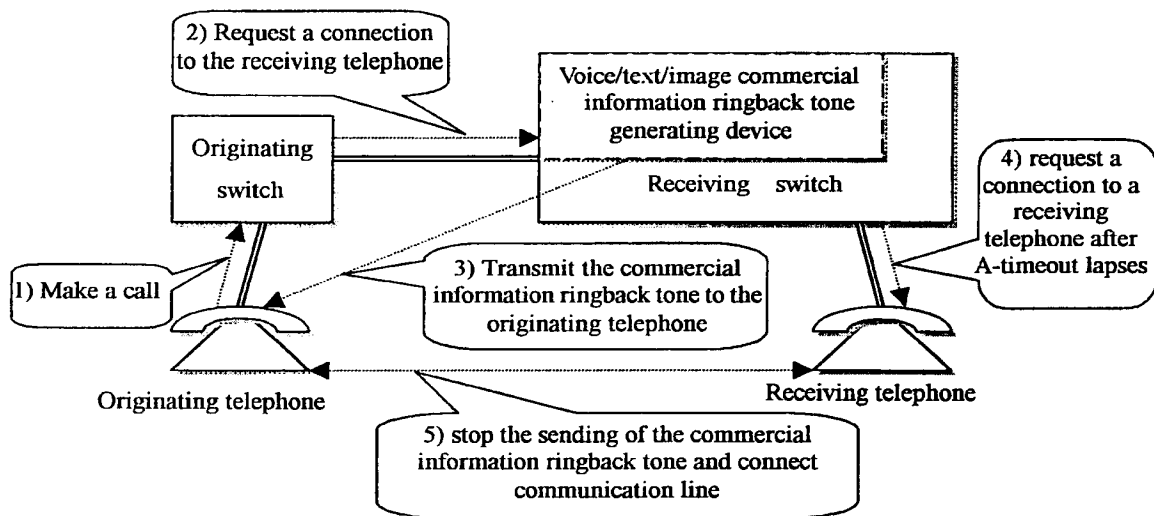 2) Request a connection
to the receiving telephone
Voice/text/image commercial
information ringback tone
generating device
Originating
switch
Receiving switch
4) request a
connection to a
receiving
telephone after
A-timeout lapses
1) Make a call
3) Transmit the commercial
information ringback tone to the
originating telephone
Originating telephone
Receiving telephone
5) stop the sending of the commercial
information ringback tone and connect
communication line